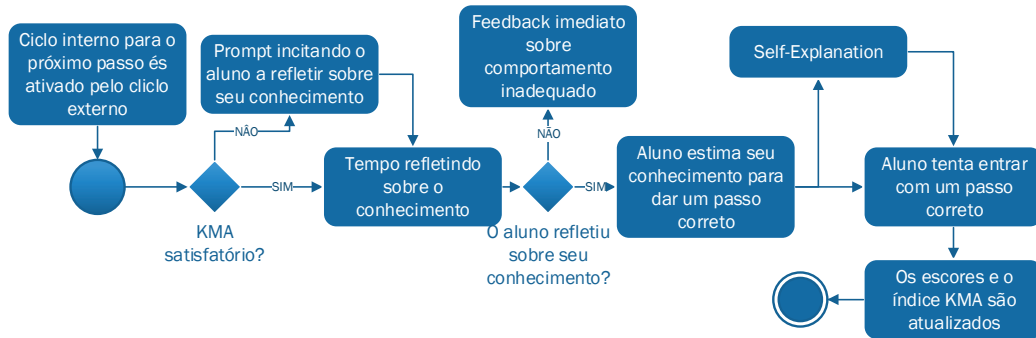 Ciclo interno para o
próximo passo és
ativado pelo cliclo
externo
Prompt incitando o
aluno a refletir sobre
seu conhecimento
NÃO
SIM
KMA
satisfatório?
Tempo refletindo
sobre o
conhecimento
Feedback imediato
sobre
comportamento
inadequado
NÃO
SIM
O aluno refletiu
sobre seu
conhecimento?
Aluno estima seu
conhecimento para
dar um passo
correto
Self-Explanation
Aluno tenta entrar
com um passo
correto
Os escores e o
índice KMA são
atualizados